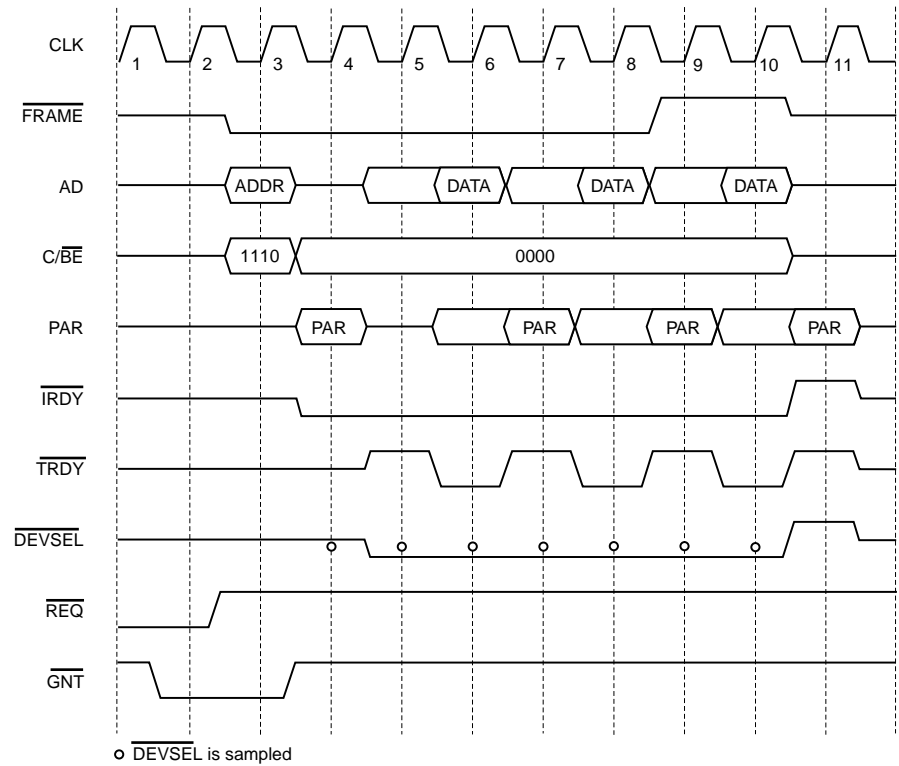 CLK
1 2 3 4 5 6 7 8 9 10 11
FRAME
AD ADDR DATA DATA DATA
C/BE 1110 0000
PAR PAR PAR PAR PAR
IRDY
TRDY
DEVSEL
REQ
GNT
DEVSEL is sampled